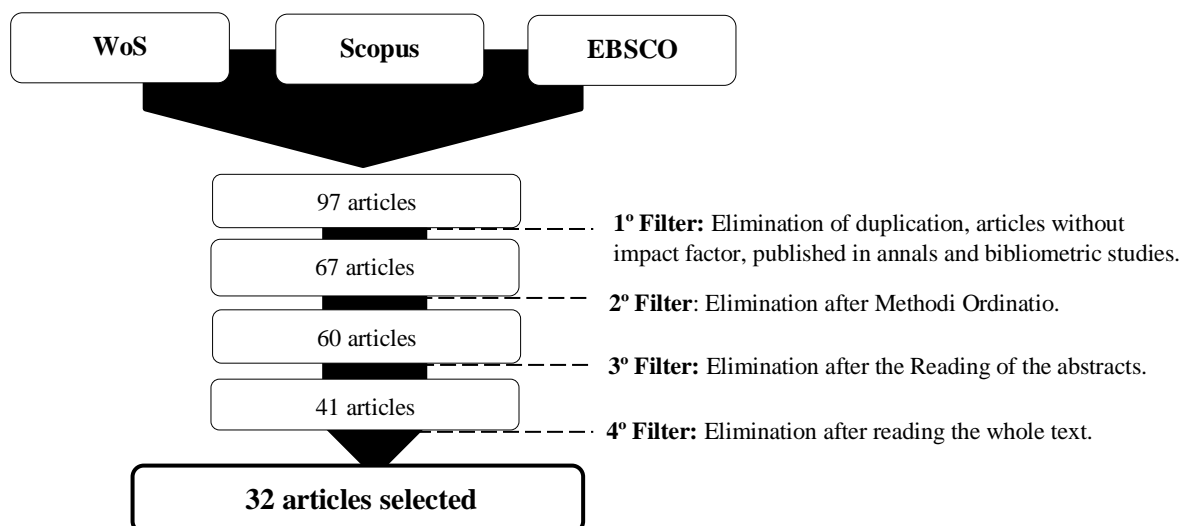 WoS
Scopus
EBSCO
97 articles
1º Filter: Elimination of duplication, articles without
impact factor, published in annals and bibliometric studies.
67 articles
2º Filter: Elimination after Methodi Ordinatio.
60 articles
3º Filter: Elimination after the Reading of the abstracts.
41 articles
4º Filter: Elimination after reading the whole text.
32 articles selected